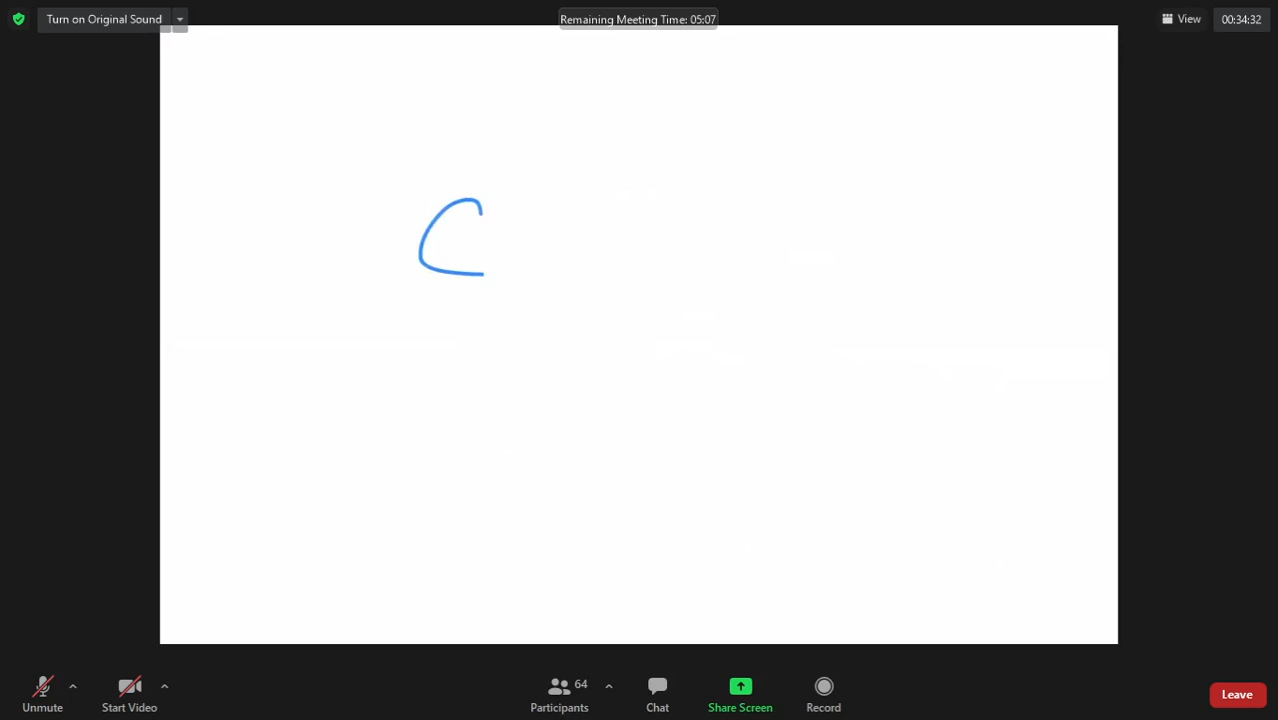 Turn on Original Sound
Remaining Meeting Time: 05:07
View
00:34:32
C
Unmute
Start Video
64
Participants
Chat
Share Screen
Record
Leave